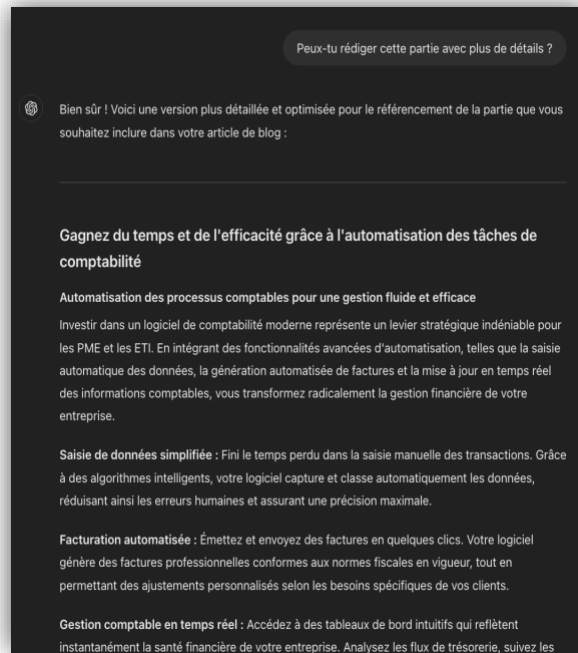 Peux-tu rédiger cette partie avec plus de détails ?
Bien sûr ! Voici une version plus détaillée et optimisée pour le référencement de la partie que vous
souhaitez inclure dans votre article de blog :
Gagnez du temps et de l'efficacité grâce à l'automatisation des tâches de
comptabilité
Automatisation des processus comptables pour une gestion fluide et efficace
Investir dans un logiciel de comptabilité moderne représente un levier stratégique indéniable pour
les PME et les ETI. En intégrant des fonctionnalités avancées d'automatisation, telles que la saisie
automatique des données, la génération automatisée de factures et la mise à jour en temps réel
des informations comptables, vous transformez radicalement la gestion financière de votre
entreprise.
Saisie de données simplifiée : Fini le temps perdu dans la saisie manuelle des transactions. Grâce
à des algorithmes intelligents, votre logiciel capture et classe automatiquement les données,
réduisant ainsi les erreurs humaines et assurant une précision maximale.
Facturation automatisée : Émettez et envoyez des factures en quelques clics. Votre logiciel
génère des factures professionnelles conformes aux normes fiscales en vigueur, tout en
permettant des ajustements personnalisés selon les besoins spécifiques de vos clients.
Gestion comptable en temps réel : Accédez à des tableaux de bord intuitifs qui reflètent
instantanément la santé financière de votre entreprise. Analysez les flux de trésorerie, suivez les